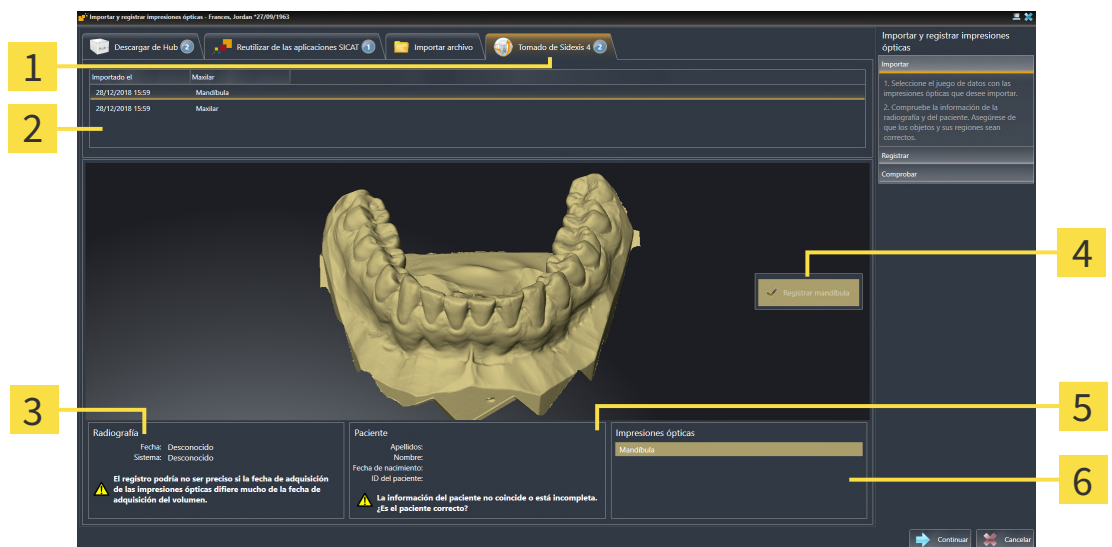 Importar y registrar impresiones ópticas - Frances, Jordan *27/09/1963
Descargar de Hub 2
Reutilizar de las aplicaciones SICAT 1
Importar archivo
Tomado de Sidexis 4 2
1
Importado el Maxilar
28/12/2018 15:59 Mandíbula
28/12/2018 15:59 Maxilar
2
Importar y registrar impresiones
ópticas
Importar
1. Seleccione el juego de datos con las
impresiones ópticas que desee importar.
2. Compruebe la información de la
radiografía y del paciente. Asegúrese de
que los objetos y sus regiones sean
correctos.
Registrar
Comprobar
4
Registrar mandíbula
3
Radiografía
Fecha: Desconocido
Sistema: Desconocido
El registro podría no ser preciso si la fecha de adquisición
de las impresiones ópticas difiere mucho de la fecha de
adquisición del volumen.
5
Paciente
Apellidos:
Nombre:
Fecha de nacimiento:
ID del paciente:
La información del paciente no coincide o está incompleta.
¿Es el paciente correcto?
Impresiones ópticas
Mandíbula
6
Continuar
Cancelar